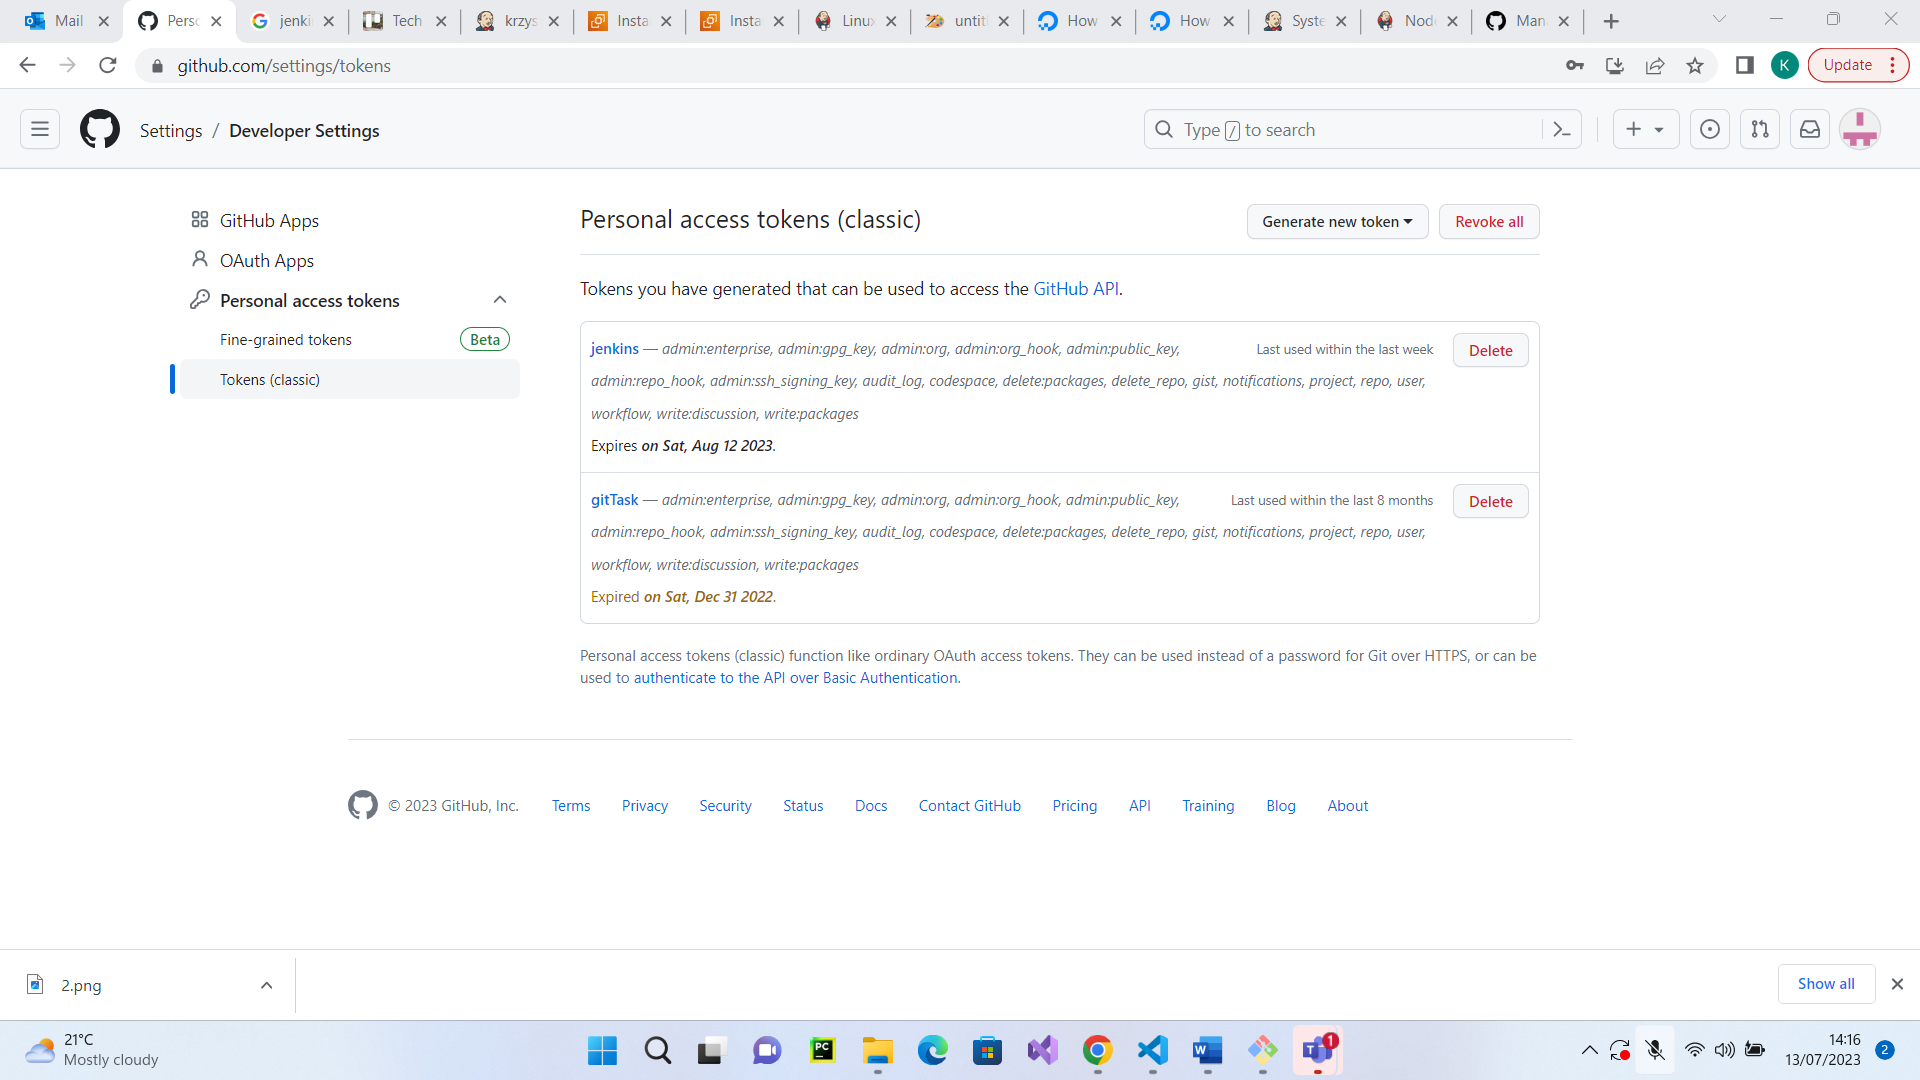 Mail
Perso
jenki
Tech
krzys
Insta
Insta
Linux
untit
How
How
Syste
Node
Man
github.com/settings/tokens
K
Update
Settings / Developer Settings
Type / to search
GitHub Apps
OAuth Apps
Personal access tokens
Fine-grained tokens
Beta
Tokens (classic)
Personal access tokens (classic)
Generate new token
Revoke all
Tokens you have generated that can be used to access the GitHub API.
jenkins — admin:enterprise, admin:gpg_key, admin:org, admin:org_hook, admin:public_key,
Last used within the last week
Delete
admin:repo_hook, admin:ssh_signing_key, audit_log, codespace, delete:packages, delete_repo, gist, notifications, project, repo, user,
workflow, write:discussion, write:packages
Expires on Sat, Aug 12 2023.
gitTask — admin:enterprise, admin:gpg_key, admin:org, admin:org_hook, admin:public_key,
Last used within the last 8 months
Delete
admin:repo_hook, admin:ssh_signing_key, audit_log, codespace, delete:packages, delete_repo, gist, notifications, project, repo, user,
workflow, write:discussion, write:packages
Expired on Sat, Dec 31 2022.
Personal access tokens (classic) function like ordinary OAuth access tokens. They can be used instead of a password for Git over HTTPS, or can be
used to authenticate to the API over Basic Authentication.
© 2023 GitHub, Inc.
Terms
Privacy
Security
Status
Docs
Contact GitHub
Pricing
API
Training
Blog
About
2.png
Show all
21°C
Mostly cloudy
PC
W
T
1
14:16
13/07/2023
2